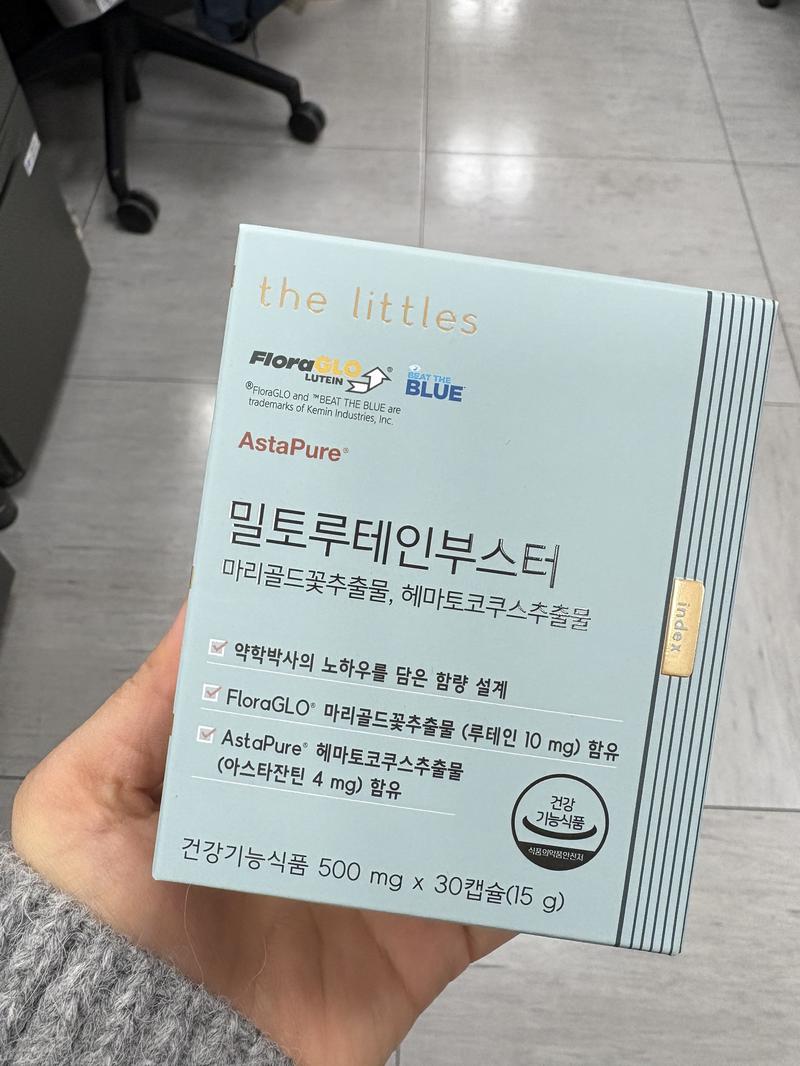 the littles
FloraGLO®
LUTEIN
BEAT THE
BLUE™
®FloraGLO and ™BEAT THE BLUE are
trademarks of Kemin Industries, Inc.
AstaPure®
밀토루테인부스터
마리골드꽃추출물, 헤마토코쿠스추출물
약학박사의 노하우를 담은 함량 설계
FloraGLO® 마리골드꽃추출물 (루테인 10 mg) 함유
AstaPure® 헤마토코쿠스추출물
(아스타잔틴 4 mg) 함유
index
건강
기능식품
식품의약품안전처
건강기능식품 500 mg x 30캡슐(15 g)